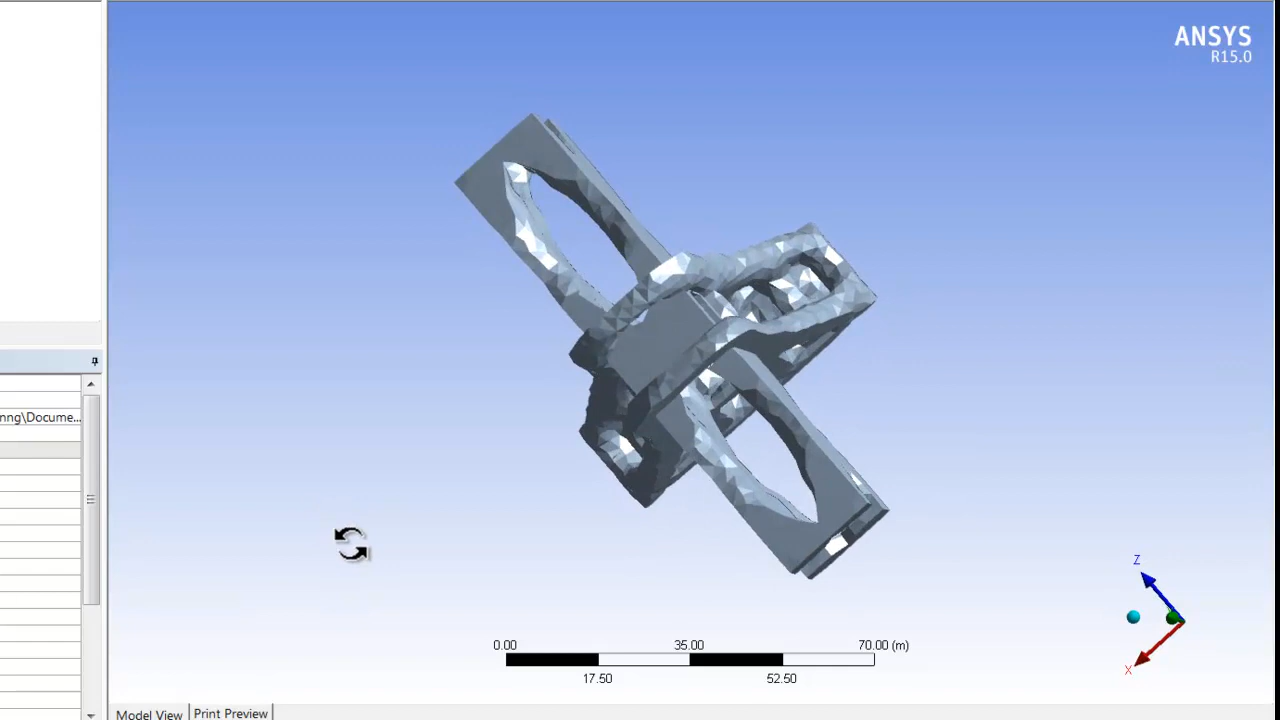 ANSYS
R15.0
nng\Docume...
Z
X
0.00 35.00 70.00 (m)
17.50 52.50
Model View Print Preview